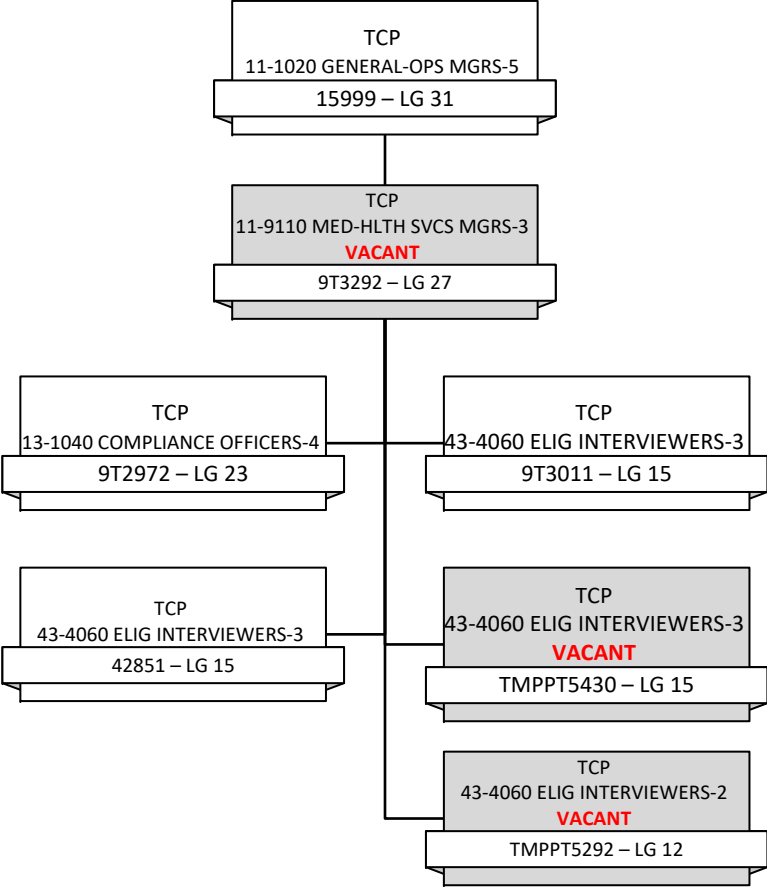 TCP
11-1020 GENERAL-OPS MGRS-5
15999 – LG 31
TCP
11-9110 MED-HLTH SVCS MGRS-3
VACANT
9T3292 – LG 27
TCP
13-1040 COMPLIANCE OFFICERS-4
9T2972 – LG 23
TCP
43-4060 ELIG INTERVIEWERS-3
9T3011 – LG 15
TCP
43-4060 ELIG INTERVIEWERS-3
42851 – LG 15
TCP
43-4060 ELIG INTERVIEWERS-3
VACANT
TMPPT5430 – LG 15
TCP
43-4060 ELIG INTERVIEWERS-2
VACANT
TMPPT5292 – LG 12